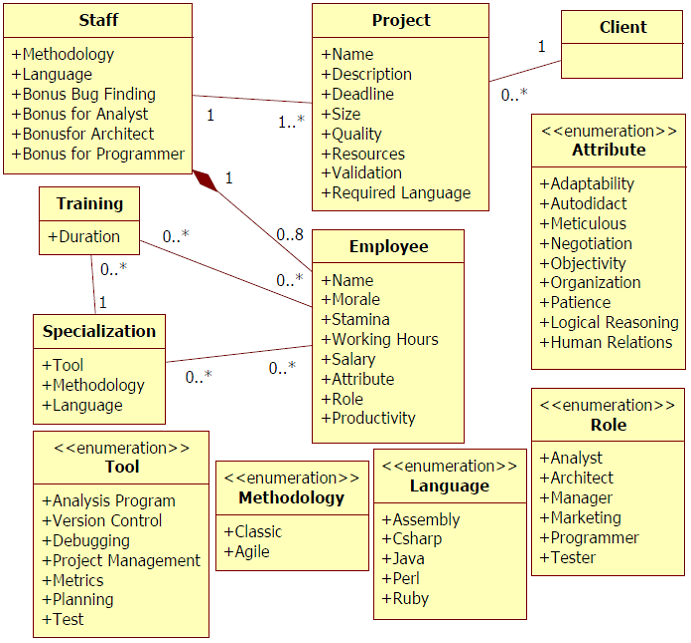 Staff
+Methodology
+Language
+Bonus Bug Finding
+Bonus for Analyst
+Bonusfor Architect
+Bonus for Programmer
1
1..*
Project
+Name
+Description
+Deadline
+Size
+Quality
+Resources
+Validation
+Required Language
1
0..*
Client
<<enumeration>>
Attribute
+Adaptability
+Autodidact
+Meticulous
+Negotiation
+Objectivity
+Organization
+Patience
+Logical Reasoning
+Human Relations
1
0..8
Training
+Duration
0..*
0..*
0..*
1
Employee
+Name
+Morale
+Stamina
+Working Hours
+Salary
+Attribute
+Role
+Productivity
Specialization
+Tool
+Methodology
+Language
0..*
0..*
<<enumeration>>
Tool
+Analysis Program
+Version Control
+Debugging
+Project Management
+Metrics
+Planning
+Test
<<enumeration>>
Methodology
+Classic
+Agile
<<enumeration>>
Language
+Assembly
+Csharp
+Java
+Perl
+Ruby
<<enumeration>>
Role
+Analyst
+Architect
+Manager
+Marketing
+Programmer
+Tester